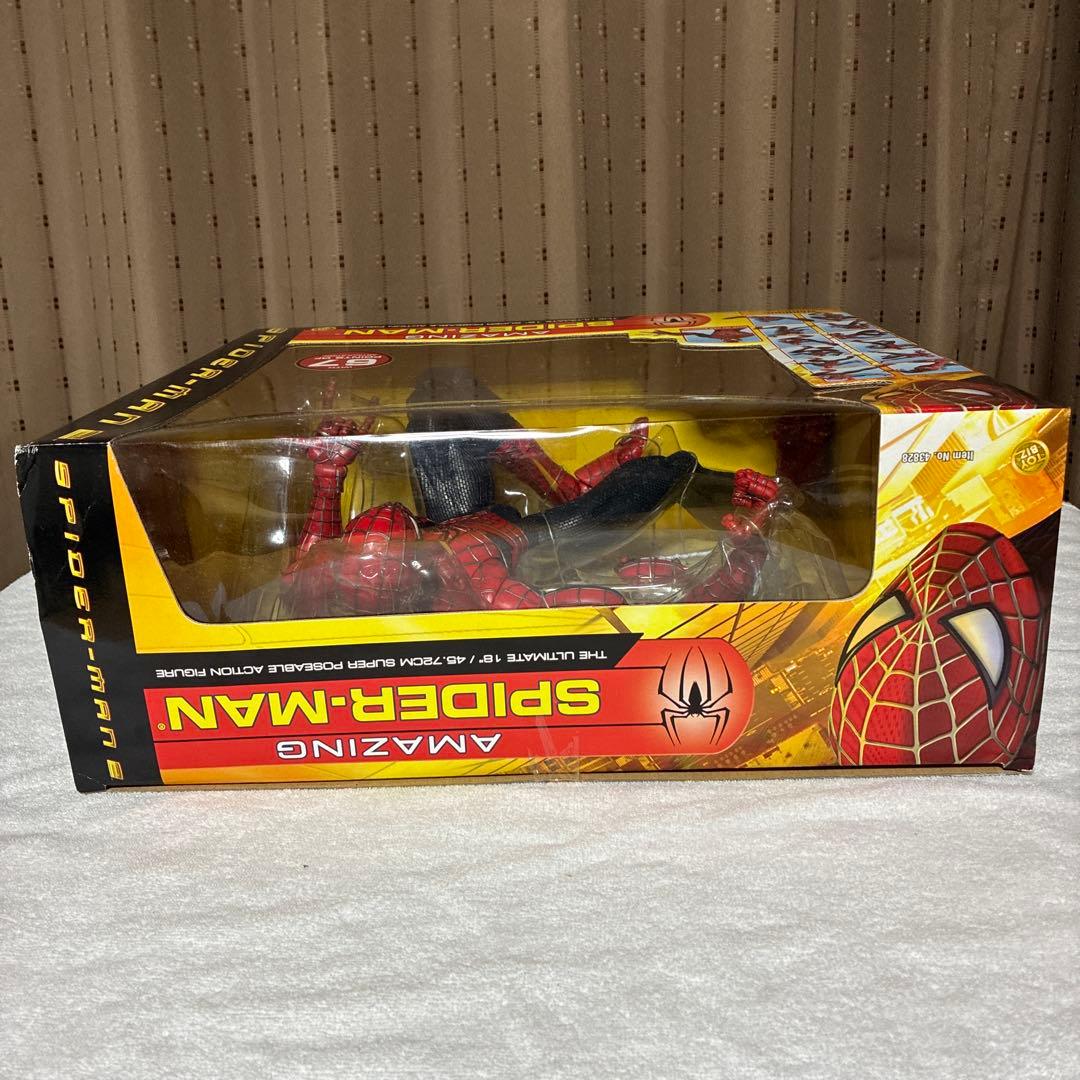 AMAZING
SPIDER-MAN®
SPIDER-MAN 2
67
SPIDER-MAN 2
Item No. 43828
TOY
BIZ
THE ULTIMATE 18" / 45.72CM SUPER POSEABLE ACTION FIGURE
SPIDER-MAN®
AMAZING